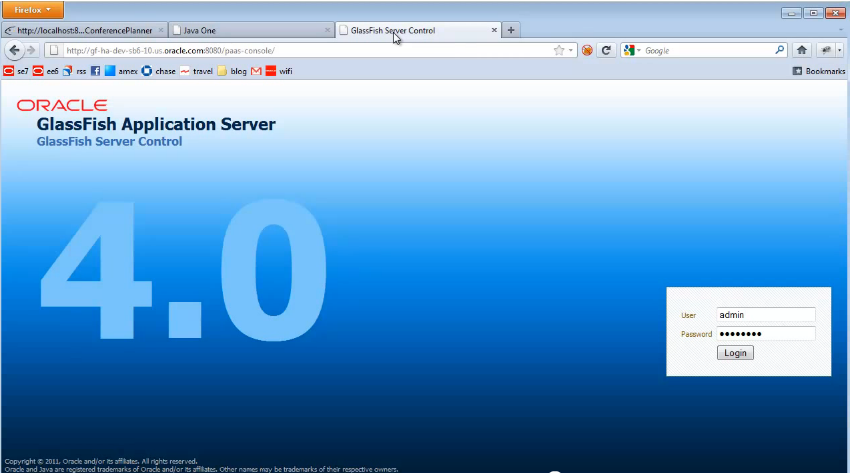 Firefox
http://localhost:8...ConferencePlanner
Java One
GlassFish Server Control
http://gf-ha-dev-sb6-10.us.oracle.com:8080/paas-console/
Google
se7 ee6 rss amex chase travel blog wifi
Bookmarks
ORACLE
GlassFish Application Server
GlassFish Server Control
4.0
User admin
Password ••••••••
Login
Copyright © 2011, Oracle and/or its affiliates. All rights reserved.
Oracle and Java are registered trademarks of Oracle and/or its affiliates. Other names may be trademarks of their respective owners.